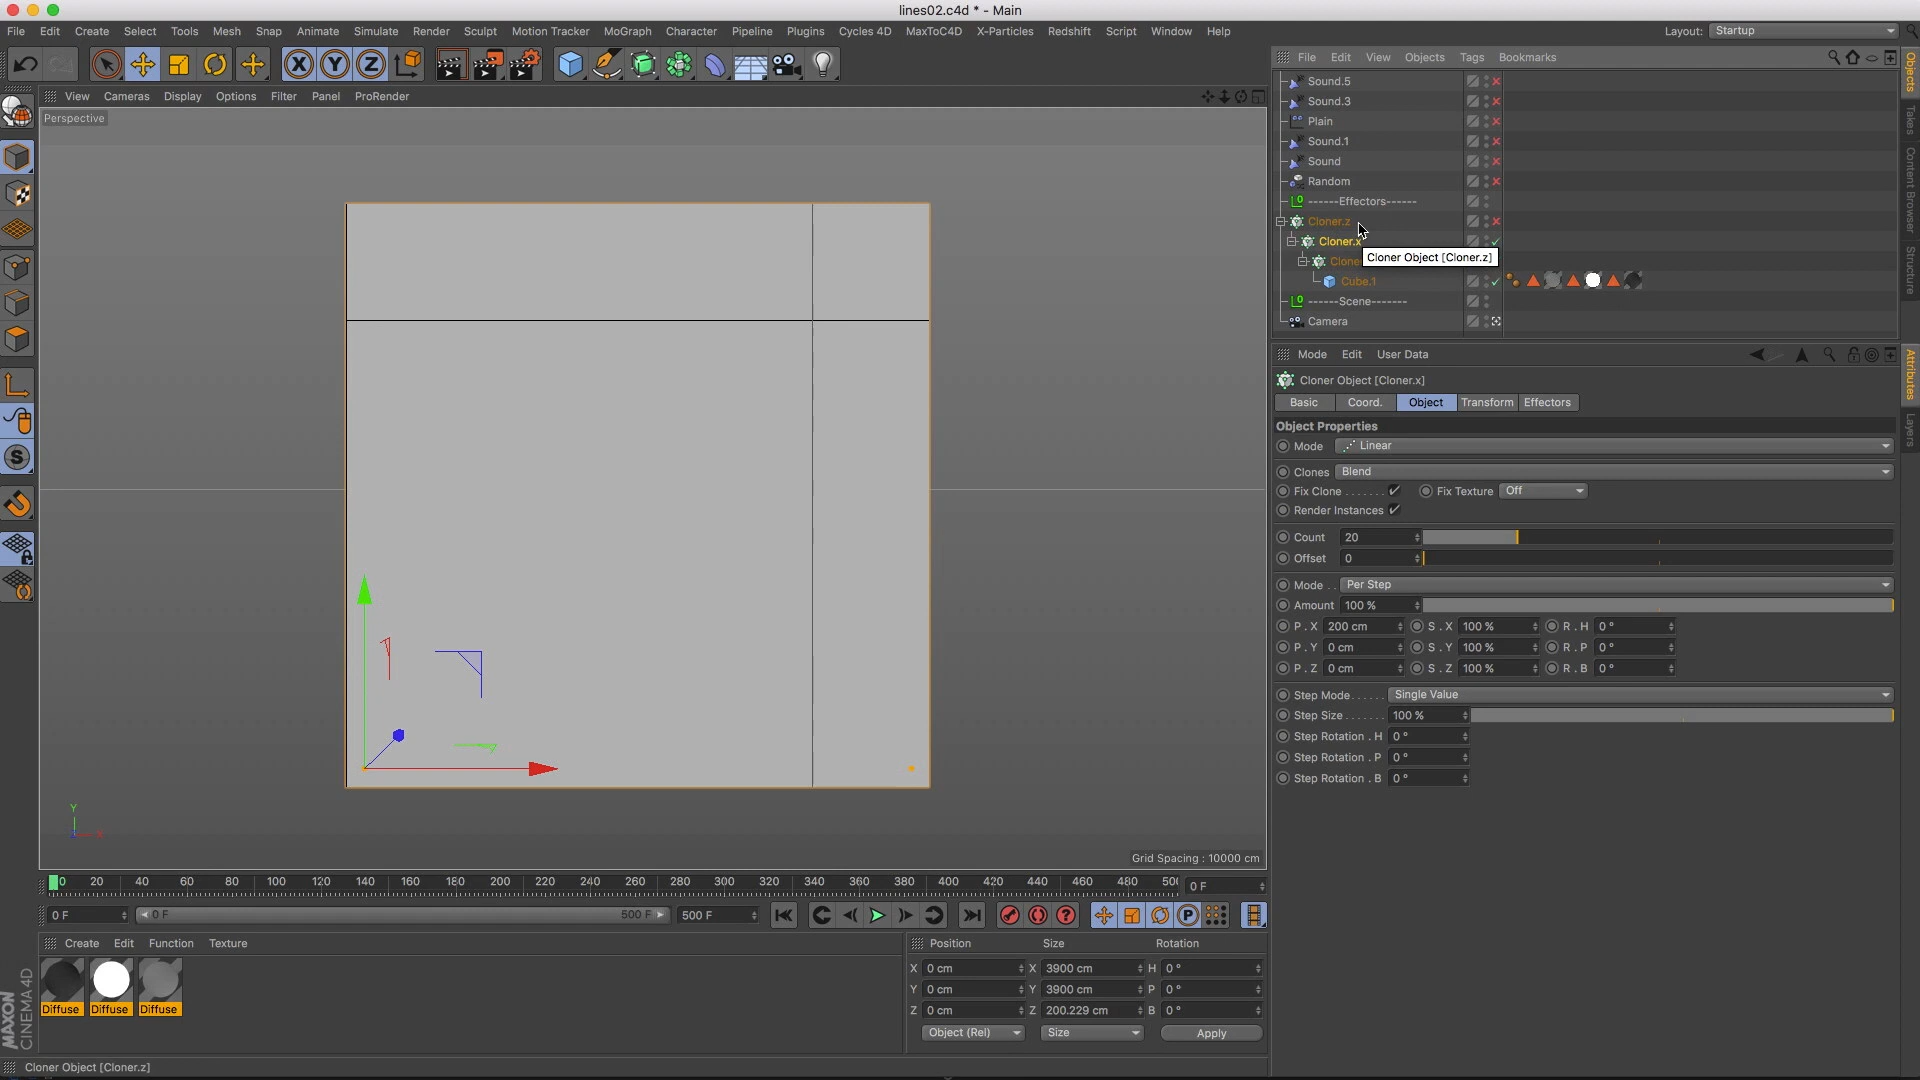 lines02.c4d * - Main
File Edit Create Select Tools Mesh Snap Animate Simulate Render Sculpt Motion Tracker MoGraph Character Pipeline Plugins Cycles 4D MaxToC4D X-Particles Redshift Script Window Help
Layout: Startup
X Y Z
View Cameras Display Options Filter Panel ProRender
Perspective
Grid Spacing : 10000 cm
Y
X
File Edit View Objects Tags Bookmarks
Sound.5
Sound.3
Plain
Sound.1
Sound
Random
------Effectors------
Cloner.z
Cloner.x
Clone
Cloner Object [Cloner.z]
Cube.1
------Scene-------
Camera
Objects
Takes
Content Browser
Structure
Mode Edit User Data
Cloner Object [Cloner.x]
Basic Coord. Object Transform Effectors
Object Properties
Mode Linear
Clones Blend
Fix Clone ....... Fix Texture Off
Render Instances
Count 20
Offset 0
Mode .. Per Step
Amount 100 %
P . X 200 cm S . X 100 % R . H 0 °
P . Y 0 cm S . Y 100 % R . P 0 °
P . Z 0 cm S . Z 100 % R . B 0 °
Step Mode...... Single Value
Step Size ....... 100 %
Step Rotation . H 0 °
Step Rotation . P 0 °
Step Rotation . B 0 °
Attributes
Layers
0 20 40 60 80 100 120 140 160 180 200 220 240 260 280 300 320 340 360 380 400 420 440 460 480 50 0 F
0 F 0 F 500 F 500 F
P
Create Edit Function Texture
Diffuse Diffuse Diffuse
MAXON
CINEMA4D
Position Size Rotation
X 0 cm X 3900 cm H 0 °
Y 0 cm Y 3900 cm P 0 °
Z 0 cm Z 200.229 cm B 0 °
Object (Rel) Size Apply
Cloner Object [Cloner.z]